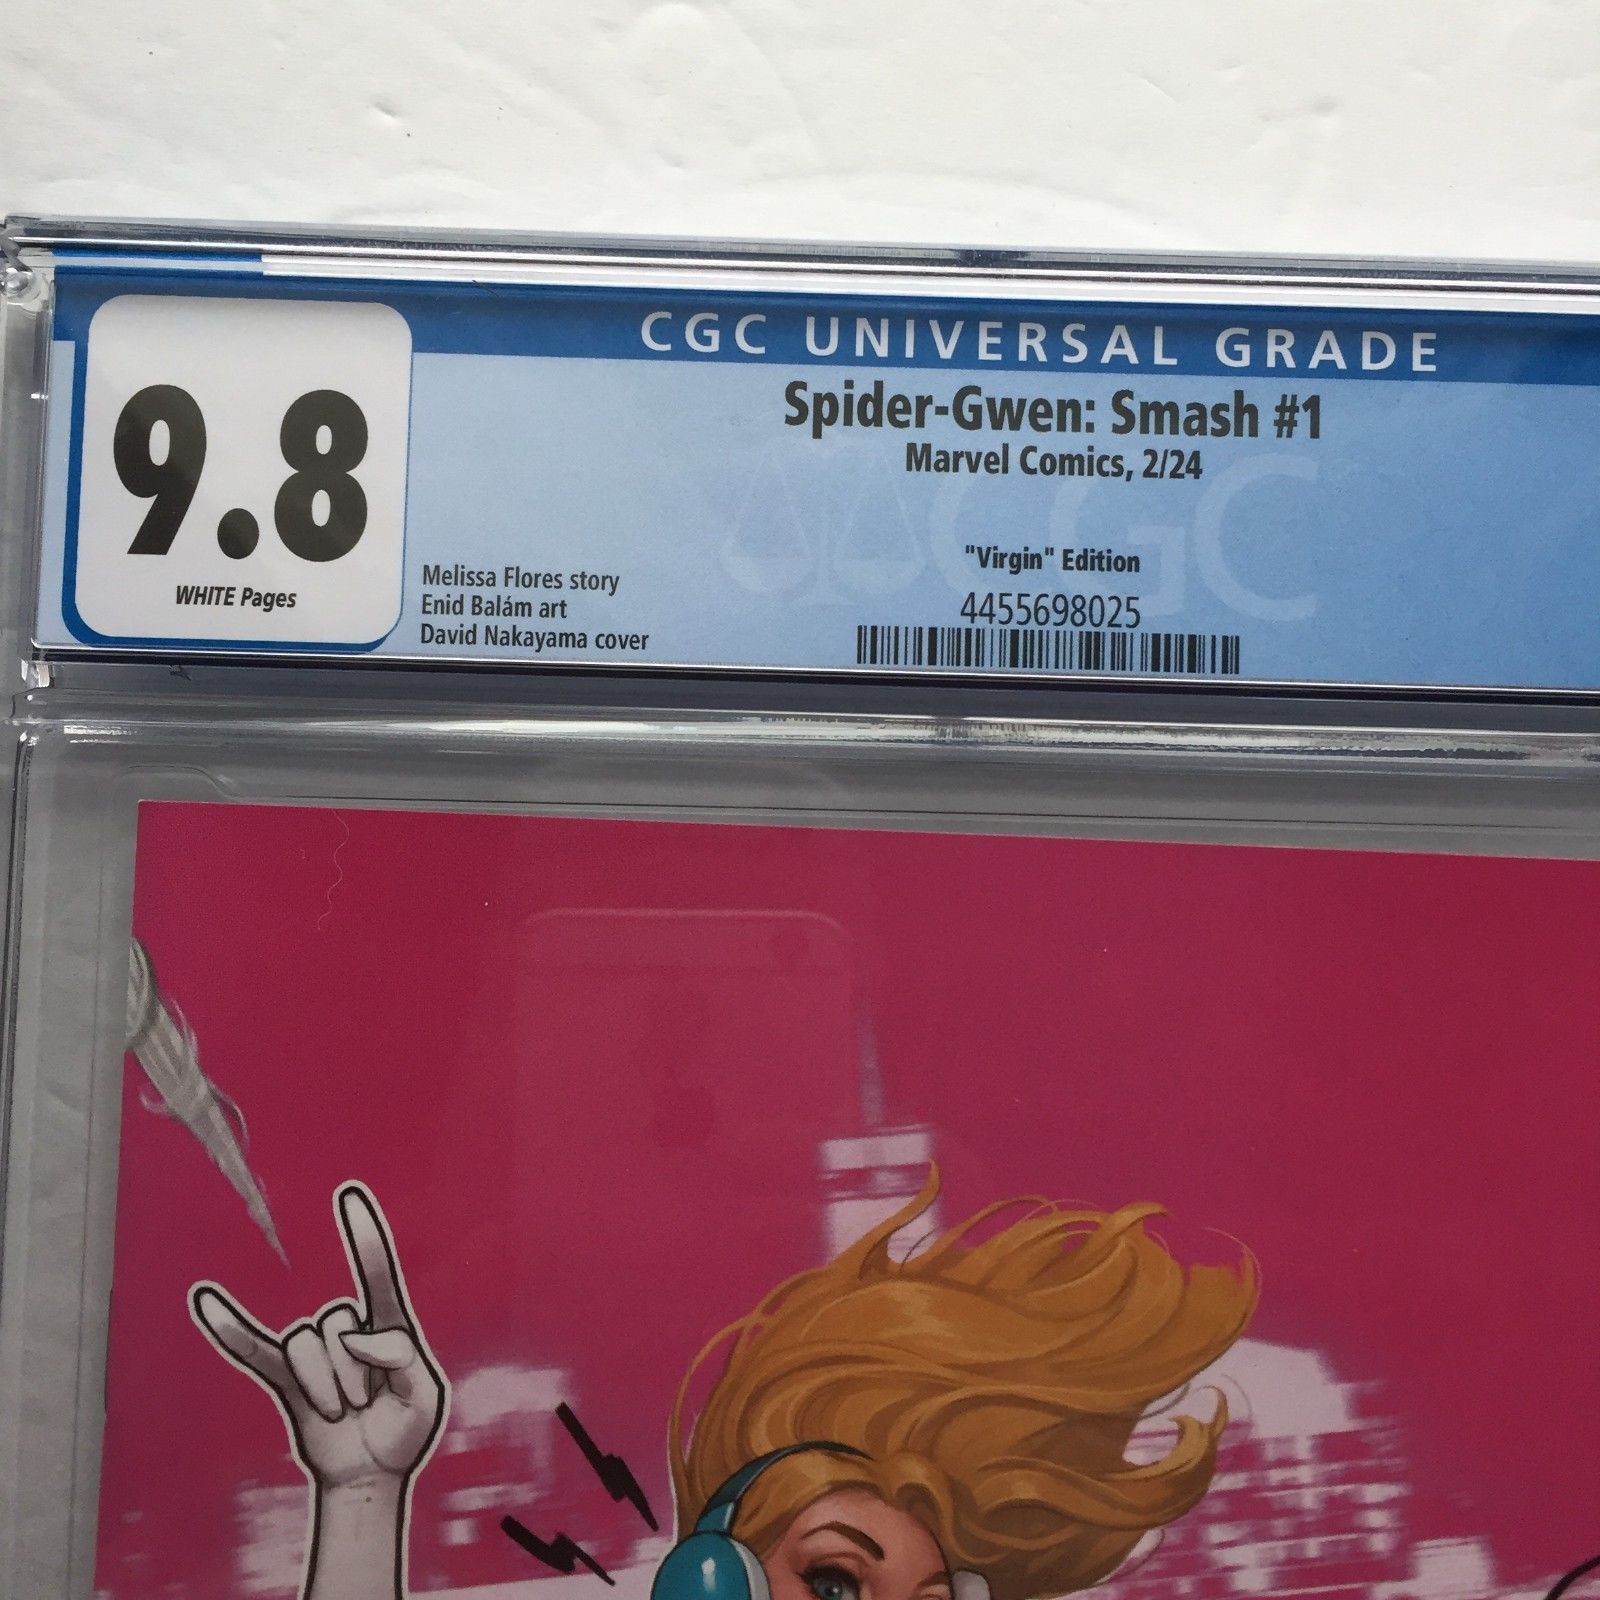 CGC UNIVERSAL GRADE
9.8
WHITE Pages
Spider-Gwen: Smash #1
Marvel Comics, 2/24
CGC
"Virgin" Edition
4455698025
Melissa Flores story
Enid Balám art
David Nakayama cover